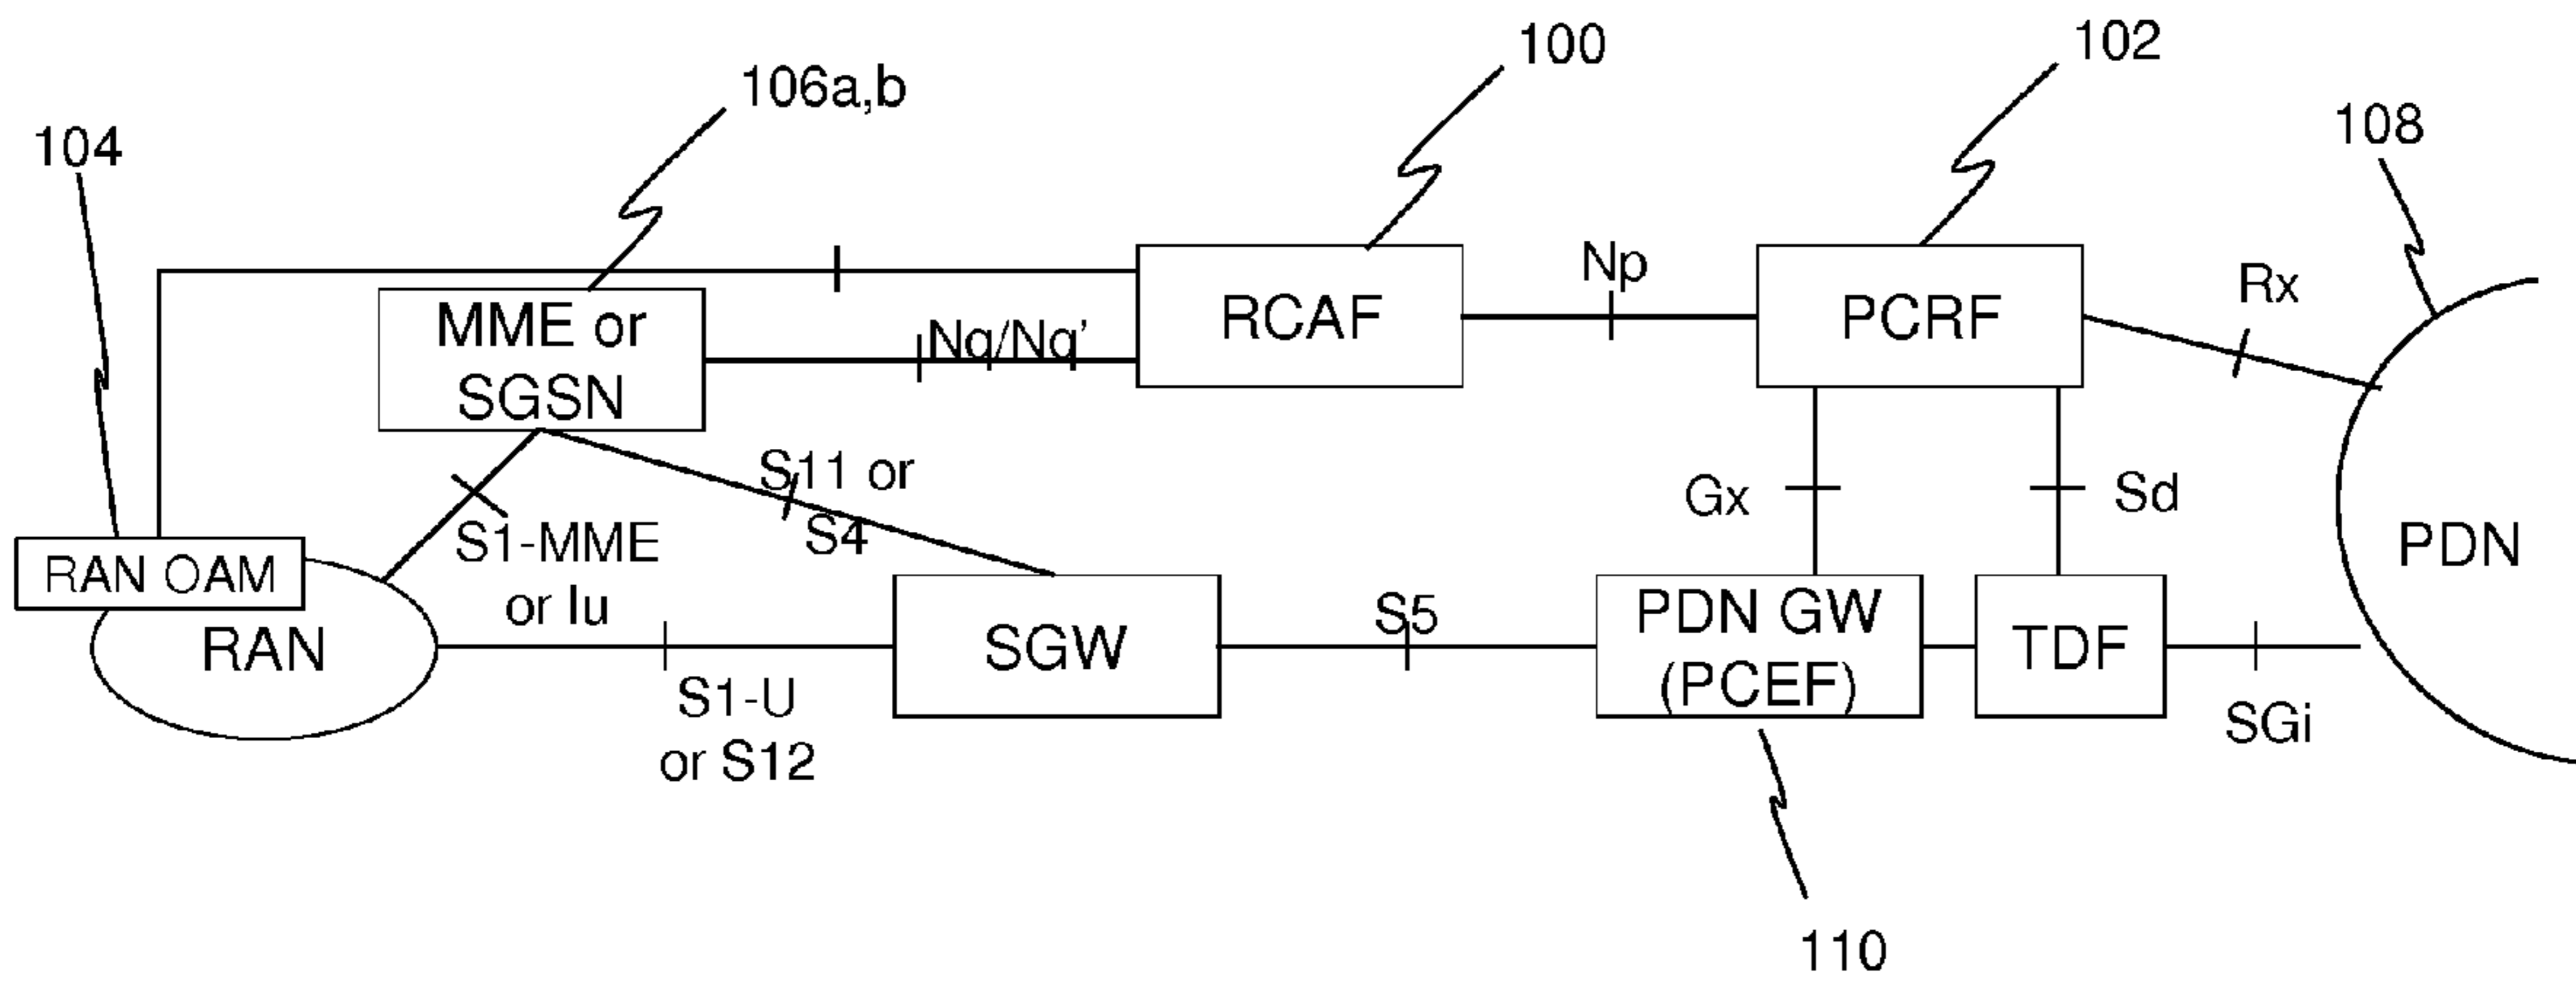 100
102
106a,b
108
104
Np
Rx
MME or
SGSN
RCAF
PCRF
Nq/Nq’
S11 or
S4
Gx
Sd
S1-MME
or Iu
PDN
RAN OAM
RAN
SGW
S5
PDN GW
(PCEF)
TDF
S1-U
or S12
SGi
110